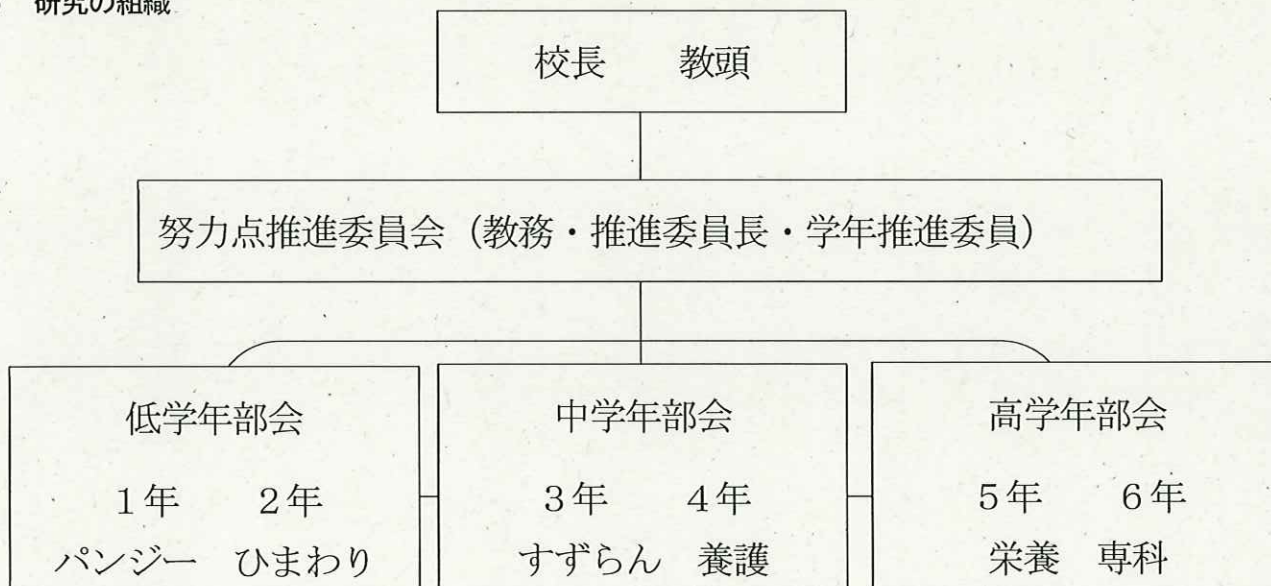 研究の組織
校長　　教頭
努力点推進委員会（教務・推進委員長・学年推進委員）
低学年部会
１年　　２年
パンジー　ひまわり
中学年部会
３年　　４年
すずらん　養護
高学年部会
５年　　６年
栄養　専科